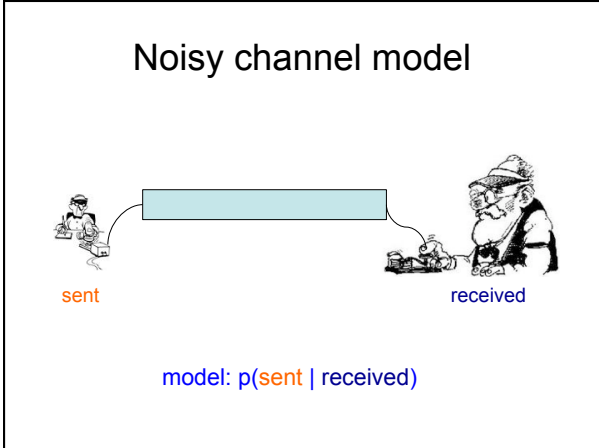 Noisy channel model
sent
received
model: p(sent | received)